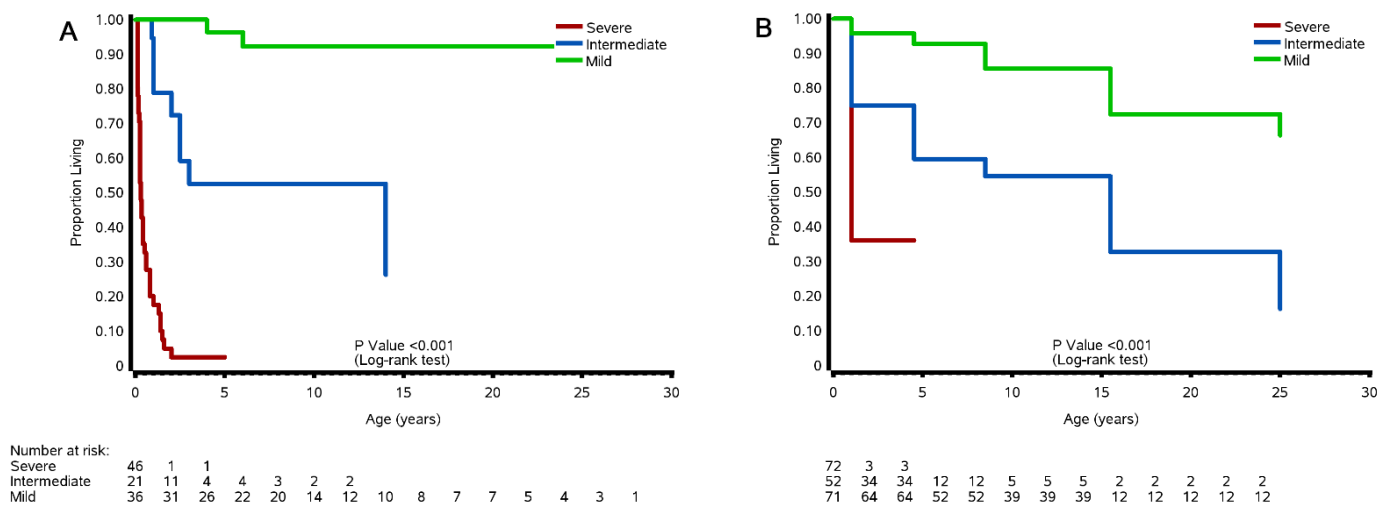 A
Severe
Intermediate
Mild
1.00
0.90
0.80
0.70
0.60
0.50
0.40
0.30
0.20
0.10
0
Proportion Living
P Value <0.001
(Log-rank test)
0 5 10 15 20 25 30
Age (years)
Number at risk:
Severe 46 1 1
Intermediate 21 11 4 4 3 2 2
Mild 36 31 26 22 20 14 12 10 8 7 7 5 4 3 1
B
Severe
Intermediate
Mild
1.00
0.90
0.80
0.70
0.60
0.50
0.40
0.30
0.20
0.10
0
Proportion Living
P Value <0.001
(Log-rank test)
0 5 10 15 20 25 30
Age (years)
72 3 3
52 34 34 12 12 5 5 5 2 2 2 2 2
71 64 64 52 52 39 39 39 12 12 12 12 12